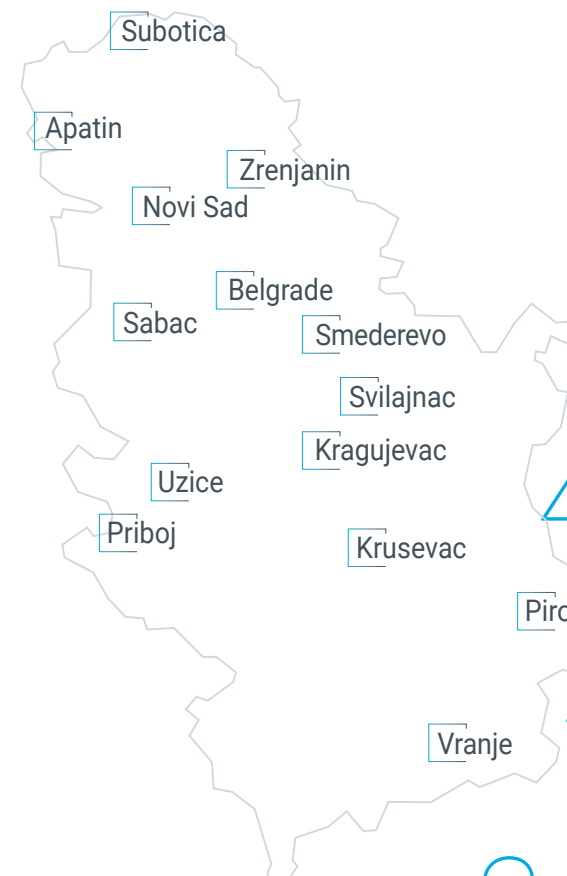 Subotica
Apatin
Zrenjanin
Novi Sad
Belgrade
Sabac
Smederevo
Svilajnac
Kragujevac
Uzice
Priboj
Krusevac
Vranje